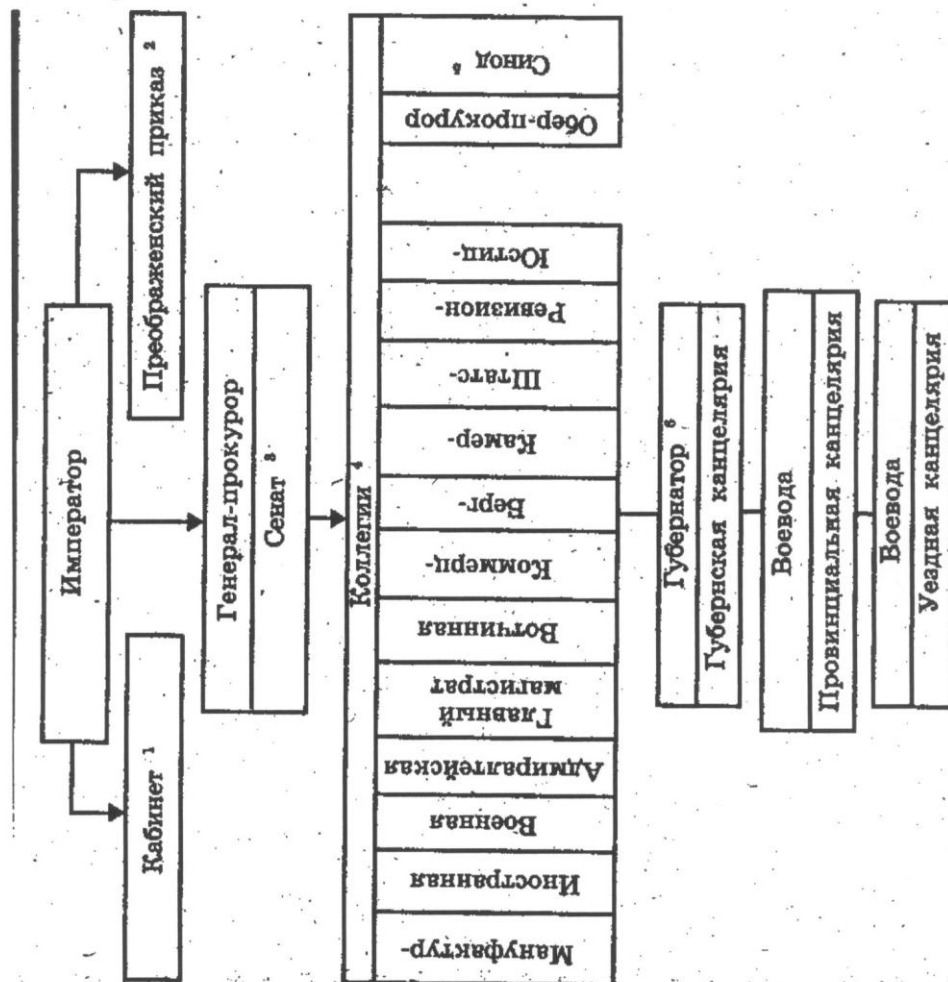 Император
Кабинет ¹
Преображенский приказ ²
Генерал-прокурор
Сенат ³
Коллегии ⁴
Мануфактур-
Иностранная
Военная
Адмиралтейская
Главный
магистрат
Вотчинная
Коммерц-
Берг-
Камер-
Штатс-
Ревизион-
Юстиц-
Обер-прокурор
Синод ⁵
Губернатор ⁶
Губернская канцелярия
Воевода
Провинциальная канцелярия
Воевода
Уездная канцелярия